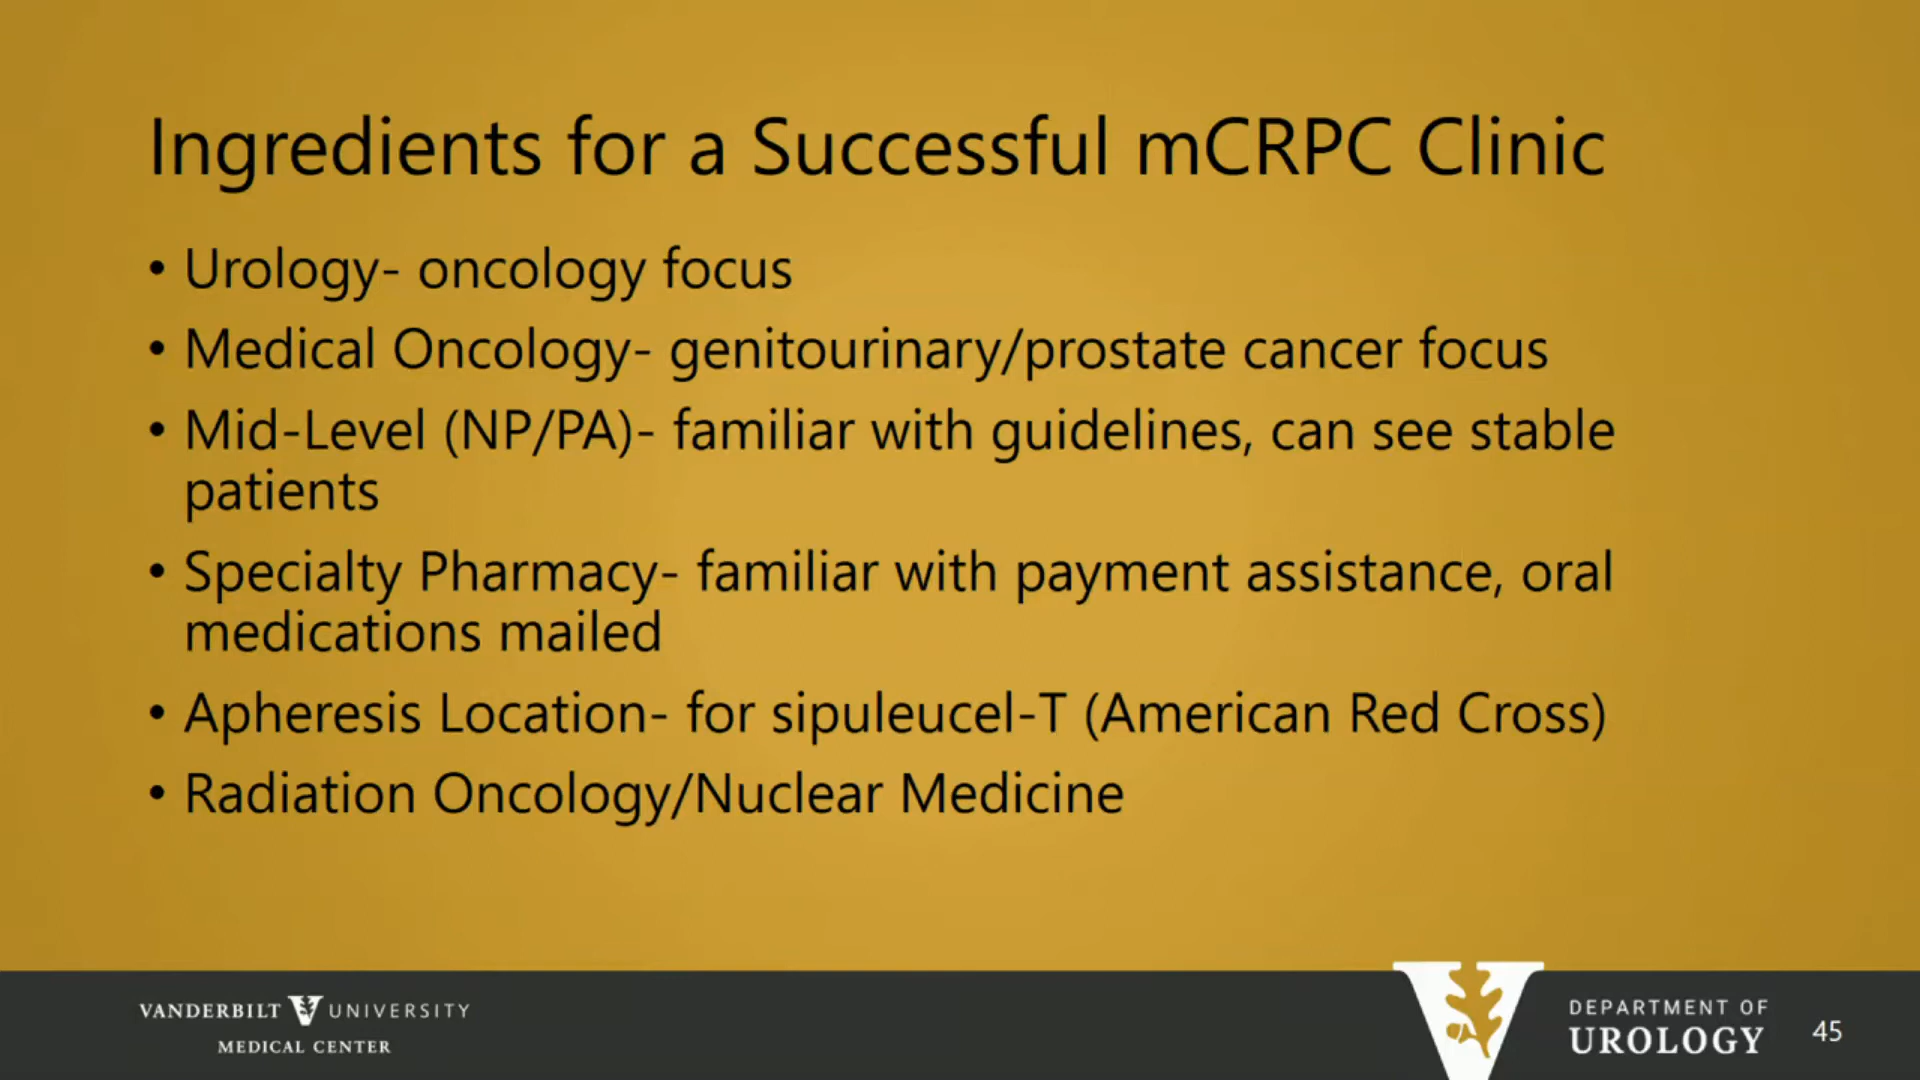 Ingredients for a Successful mCRPC Clinic
• Urology- oncology focus
• Medical Oncology- genitourinary/prostate cancer focus
• Mid-Level (NP/PA)- familiar with guidelines, can see stable
patients
• Specialty Pharmacy- familiar with payment assistance, oral
medications mailed
• Apheresis Location- for sipuleucel-T (American Red Cross)
• Radiation Oncology/Nuclear Medicine
VANDERBILT V UNIVERSITY
MEDICAL CENTER
V
DEPARTMENT OF
UROLOGY
45